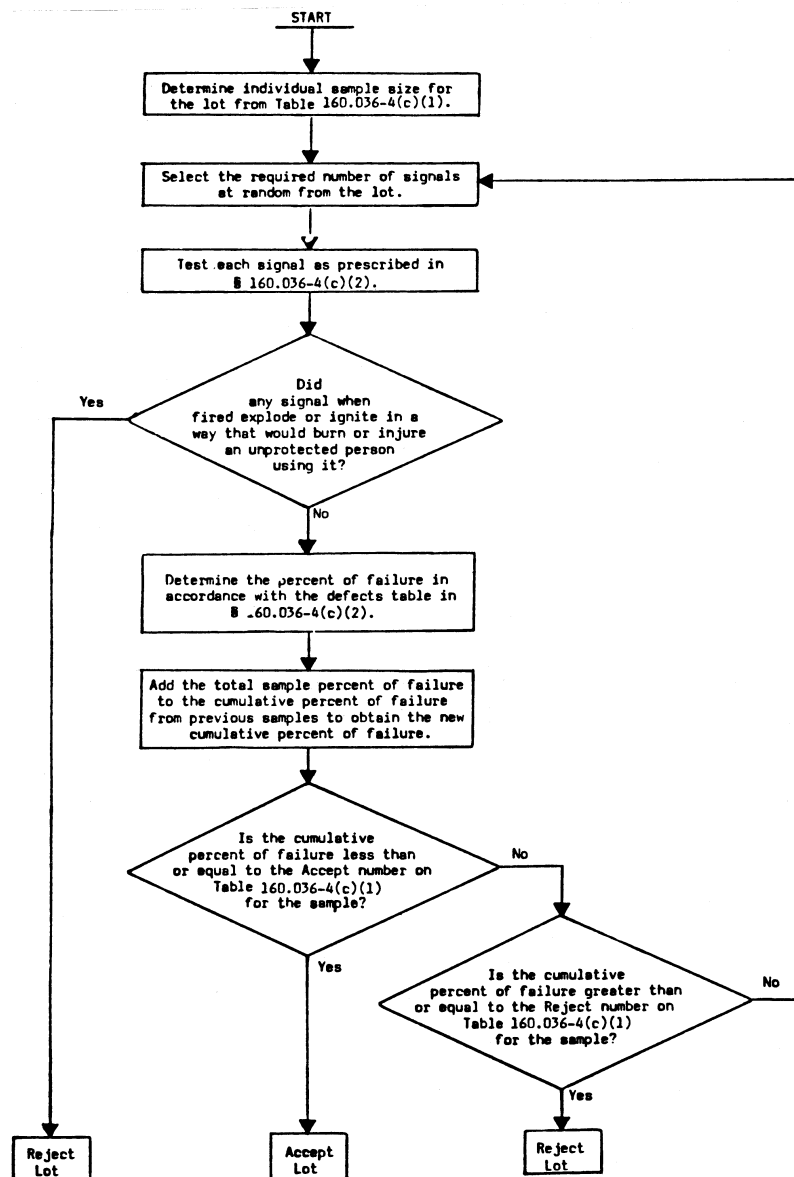 START
Determine individual sample size for
the lot from Table 160.036-4(c)(1).
Select the required number of signals
at random from the lot.
Test each signal as prescribed in
§ 160.036-4(c)(2).
Did
any signal when
fired explode or ignite in a
way that would burn or injure
an unprotected person
using it?
Yes
No
Determine the percent of failure in
accordance with the defects table in
§ 160.036-4(c)(2).
Add the total sample percent of failure
to the cumulative percent of failure
from previous samples to obtain the new
cumulative percent of failure.
Is the cumulative
percent of failure less than
or equal to the Accept number on
Table 160.036-4(c)(1)
for the sample?
No
Yes
Is the cumulative
percent of failure greater than
or equal to the Reject number on
Table 160.036-4(c)(1)
for the sample?
No
Yes
Reject
Lot
Accept
Lot
Reject
Lot